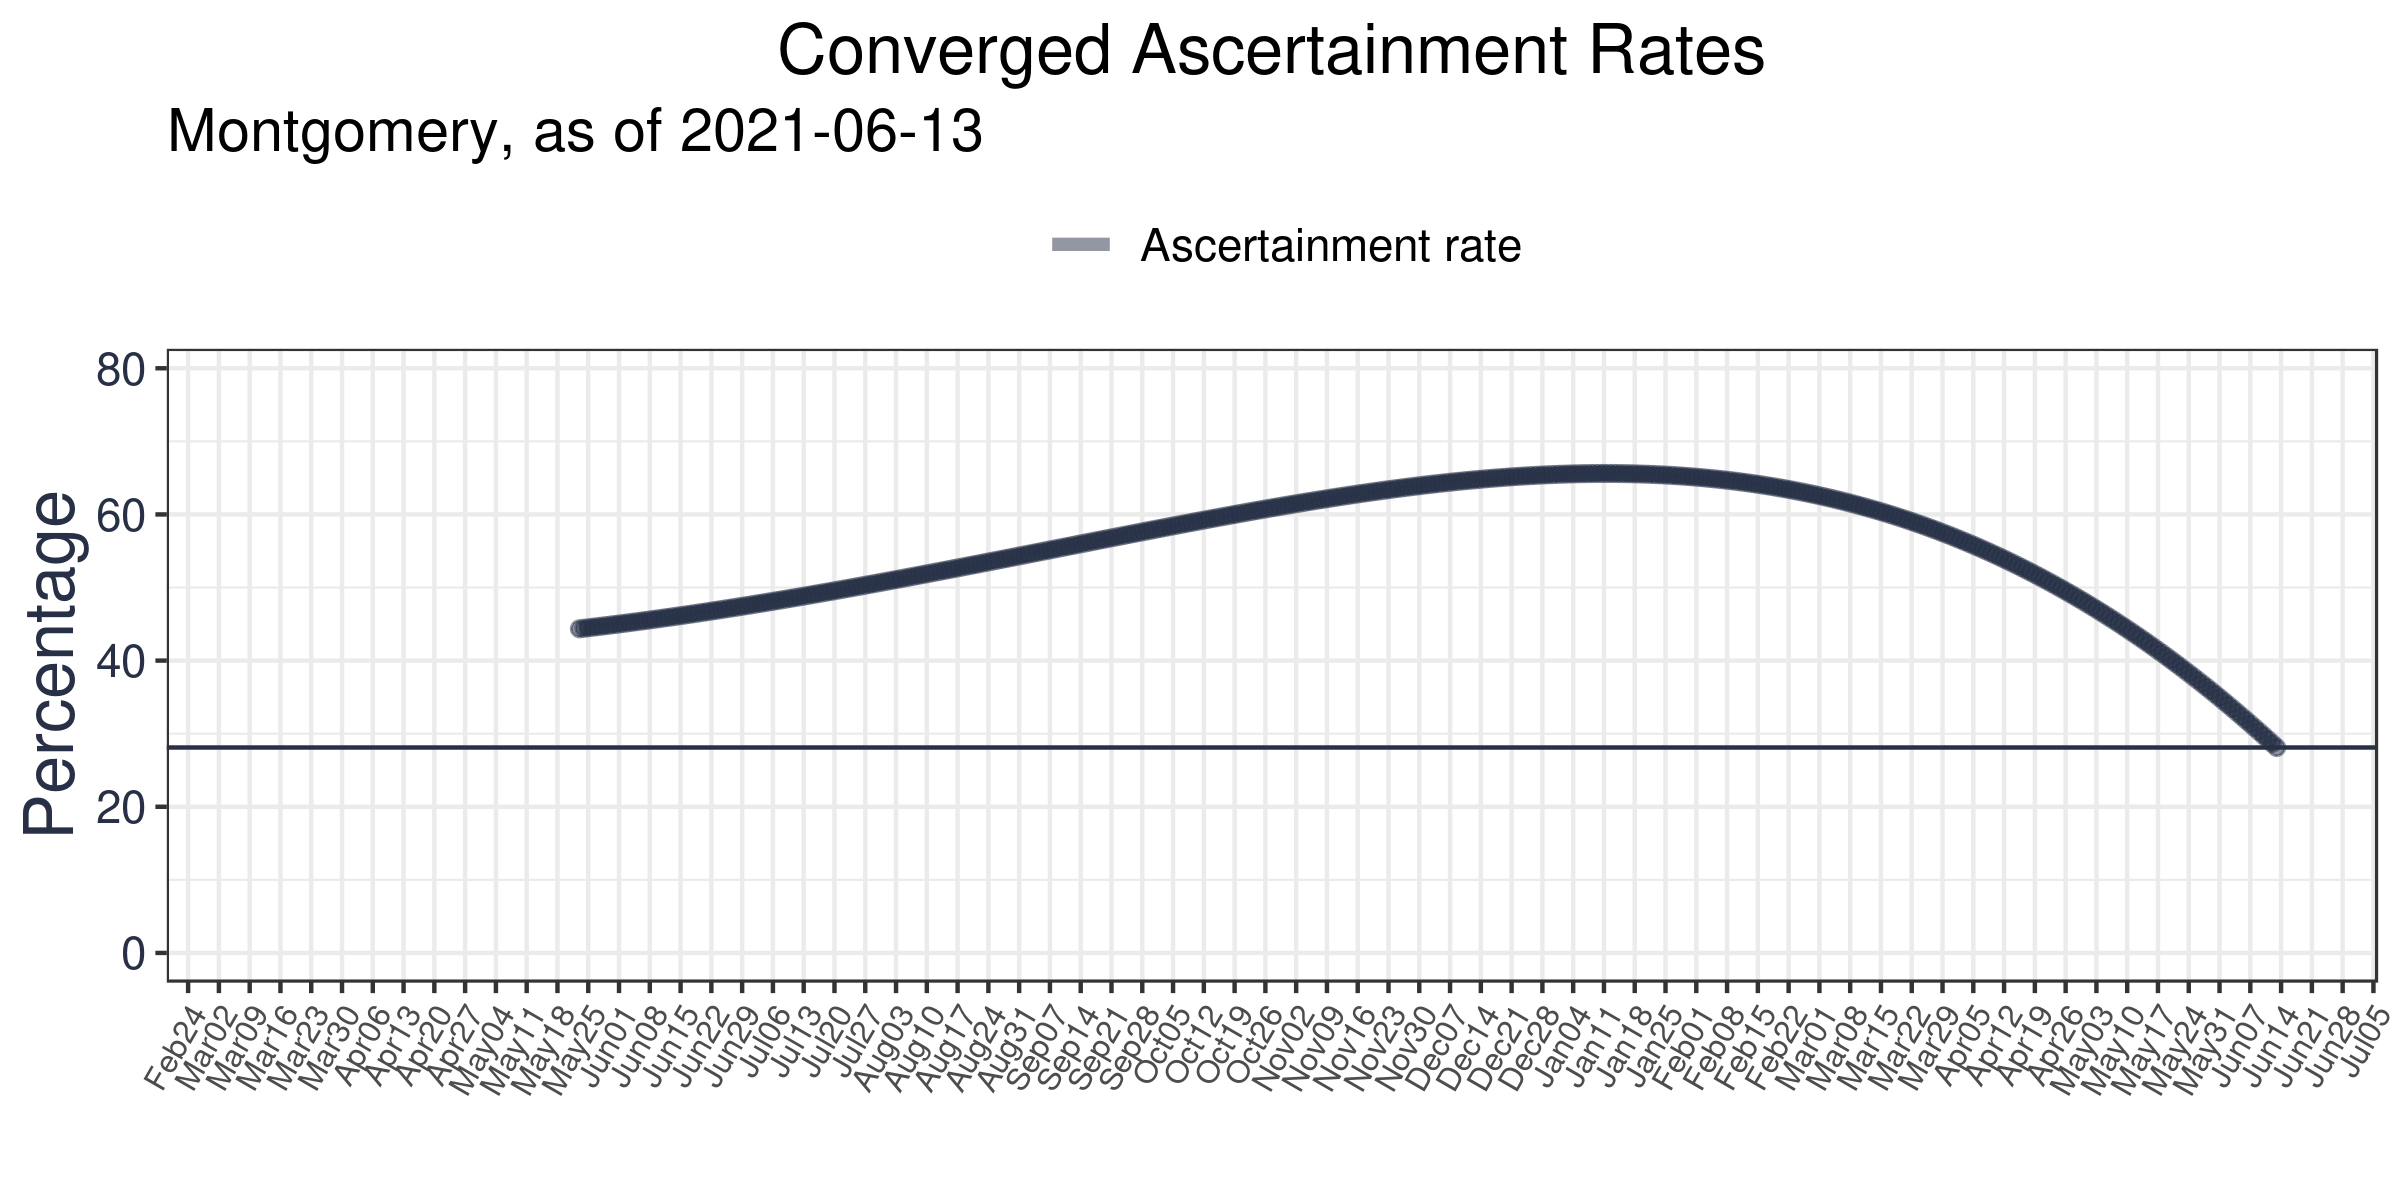 Converged Ascertainment Rates
Montgomery, as of 2021-06-13
Ascertainment rate
Percentage
80
60
40
20
0
Feb24
Mar02
Mar09
Mar16
Mar23
Mar30
Apr06
Apr13
Apr20
Apr27
May04
May11
May18
May25
Jun01
Jun08
Jun15
Jun22
Jun29
Jul06
Jul13
Jul20
Jul27
Aug03
Aug10
Aug17
Aug24
Aug31
Sep07
Sep14
Sep21
Sep28
Oct05
Oct12
Oct19
Oct26
Nov02
Nov09
Nov16
Nov23
Nov30
Dec07
Dec14
Dec21
Dec28
Jan04
Jan11
Jan18
Jan25
Feb01
Feb08
Feb15
Feb22
Mar01
Mar08
Mar15
Mar22
Mar29
Apr05
Apr12
Apr19
Apr26
May03
May10
May17
May24
May31
Jun07
Jun14
Jun21
Jun28
Jul05